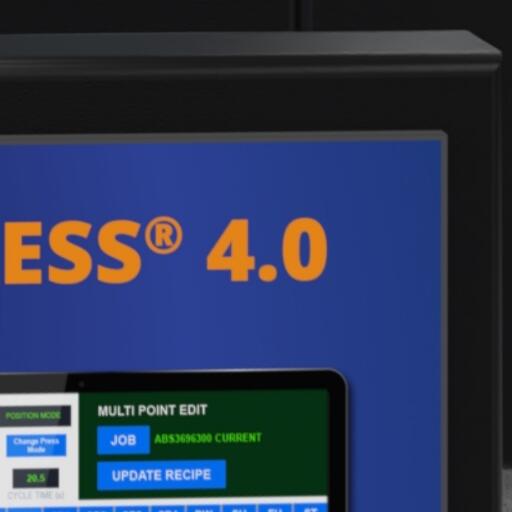 ESS® 4.0
MULTI POINT EDIT
POSITION MODE
JOB ABS3696300 CURRENT
Change Press
Mode
UPDATE RECIPE
20.5
CYCLE TIME (s)